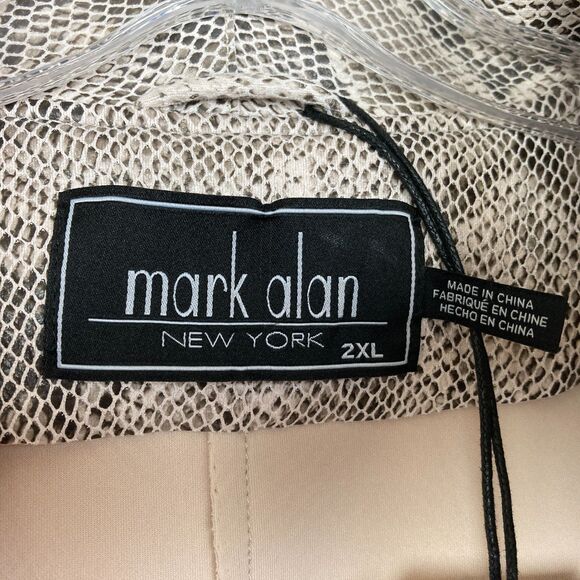 mark alan
NEW YORK
2XL
MADE IN CHINA
FABRIQUÉ EN CHINE
HECHO EN CHINA